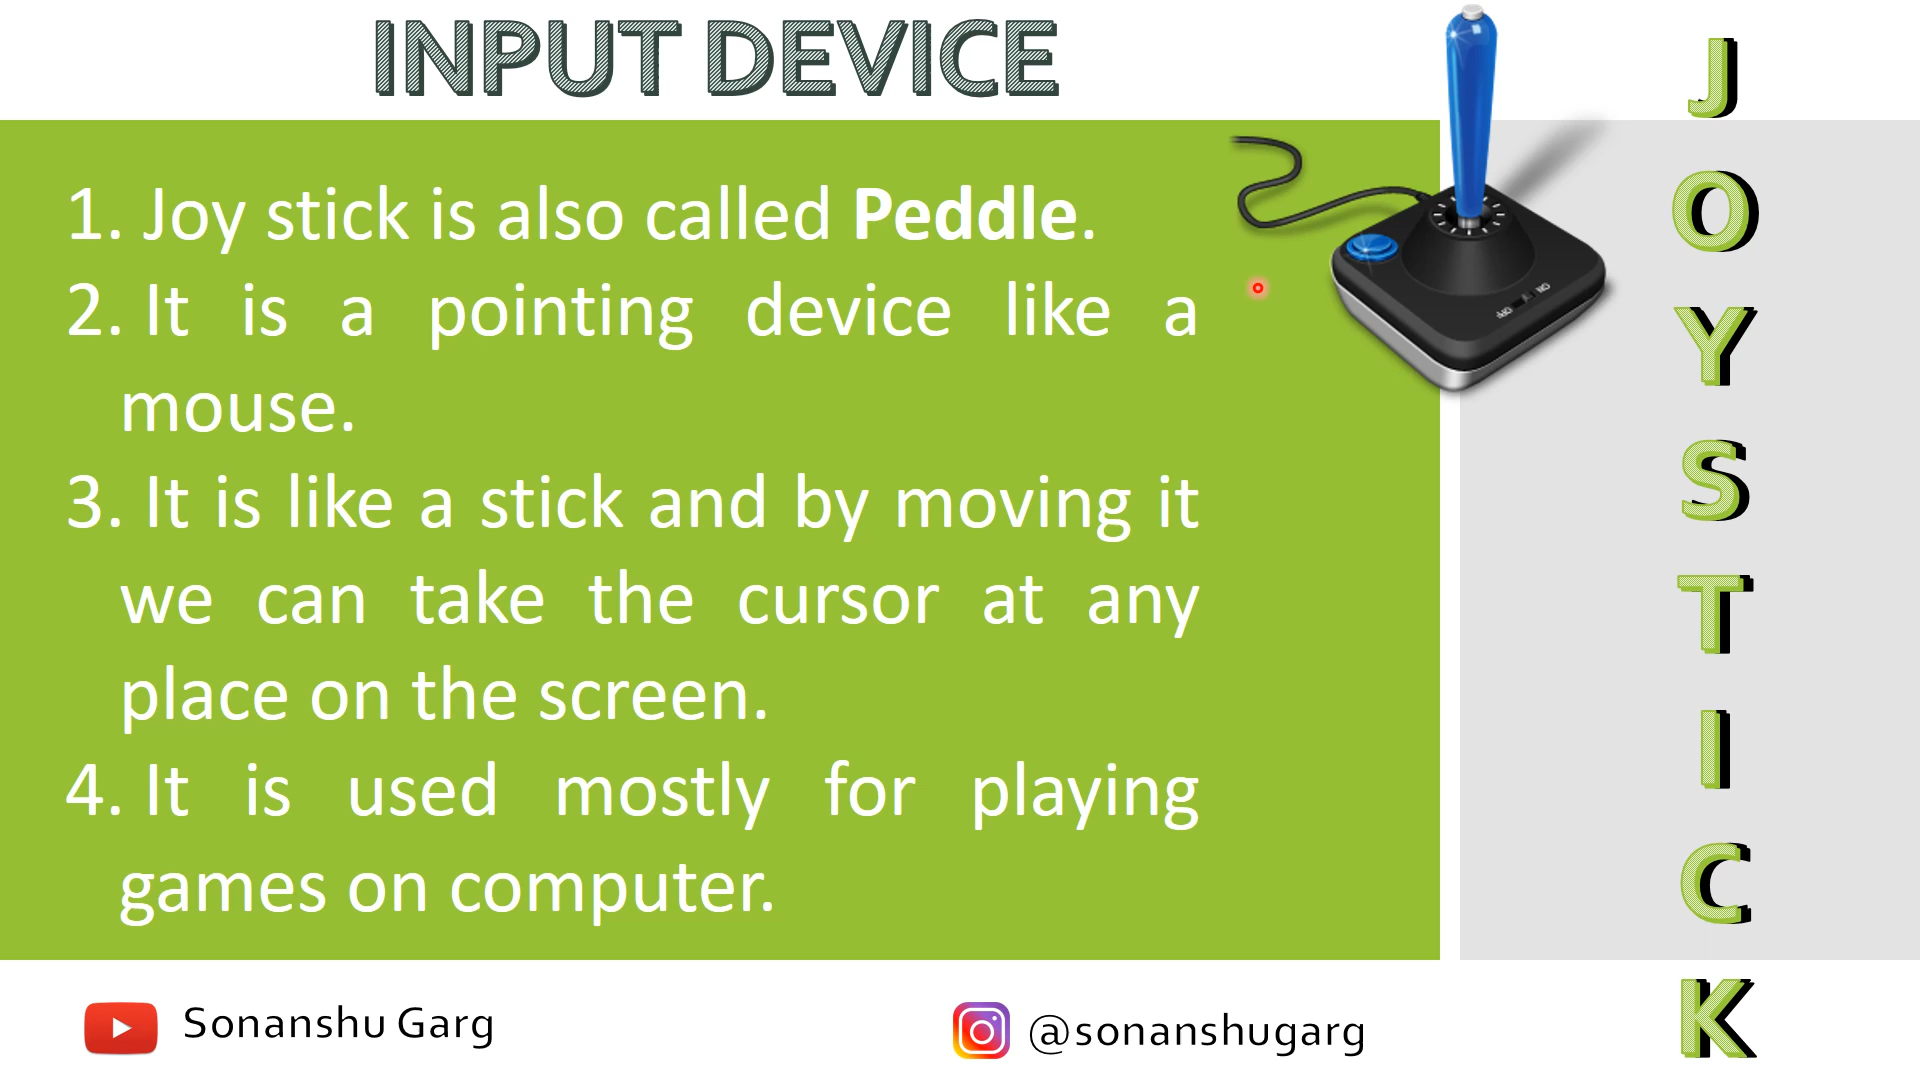 INPUT DEVICE
1. Joy stick is also called Peddle.
2. It is a pointing device like a
mouse.
3. It is like a stick and by moving it
we can take the cursor at any
place on the screen.
4. It is used mostly for playing
games on computer.
JOYSTICK
Sonanshu Garg
@sonanshugarg